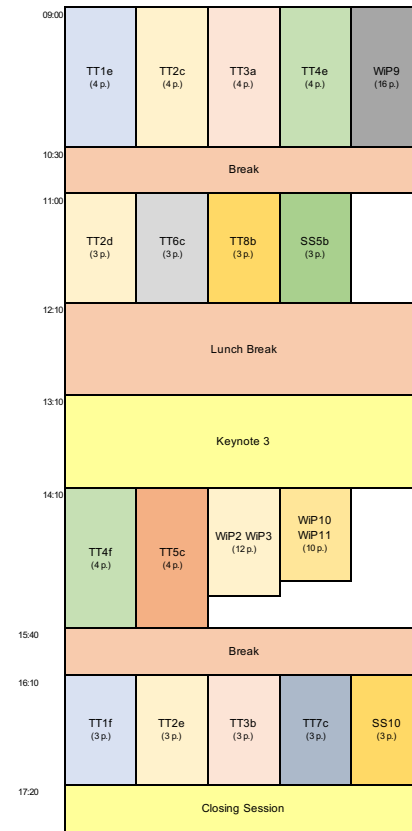 09:00
TT1e
(4 p.)
TT2c
(4 p.)
TT3a
(4 p.)
TT4e
(4 p.)
WiP9
(16 p.)
10:30
Break
11:00
TT2d
(3 p.)
TT6c
(3 p.)
TT8b
(3 p.)
SS5b
(3 p.)
12:10
Lunch Break
13:10
Keynote 3
14:10
TT4f
(4 p.)
TT5c
(4 p.)
WiP2 WiP3
(12 p.)
WiP10
WiP11
(10 p.)
15:40
Break
16:10
TT1f
(3 p.)
TT2e
(3 p.)
TT3b
(3 p.)
TT7c
(3 p.)
SS10
(3 p.)
17:20
Closing Session